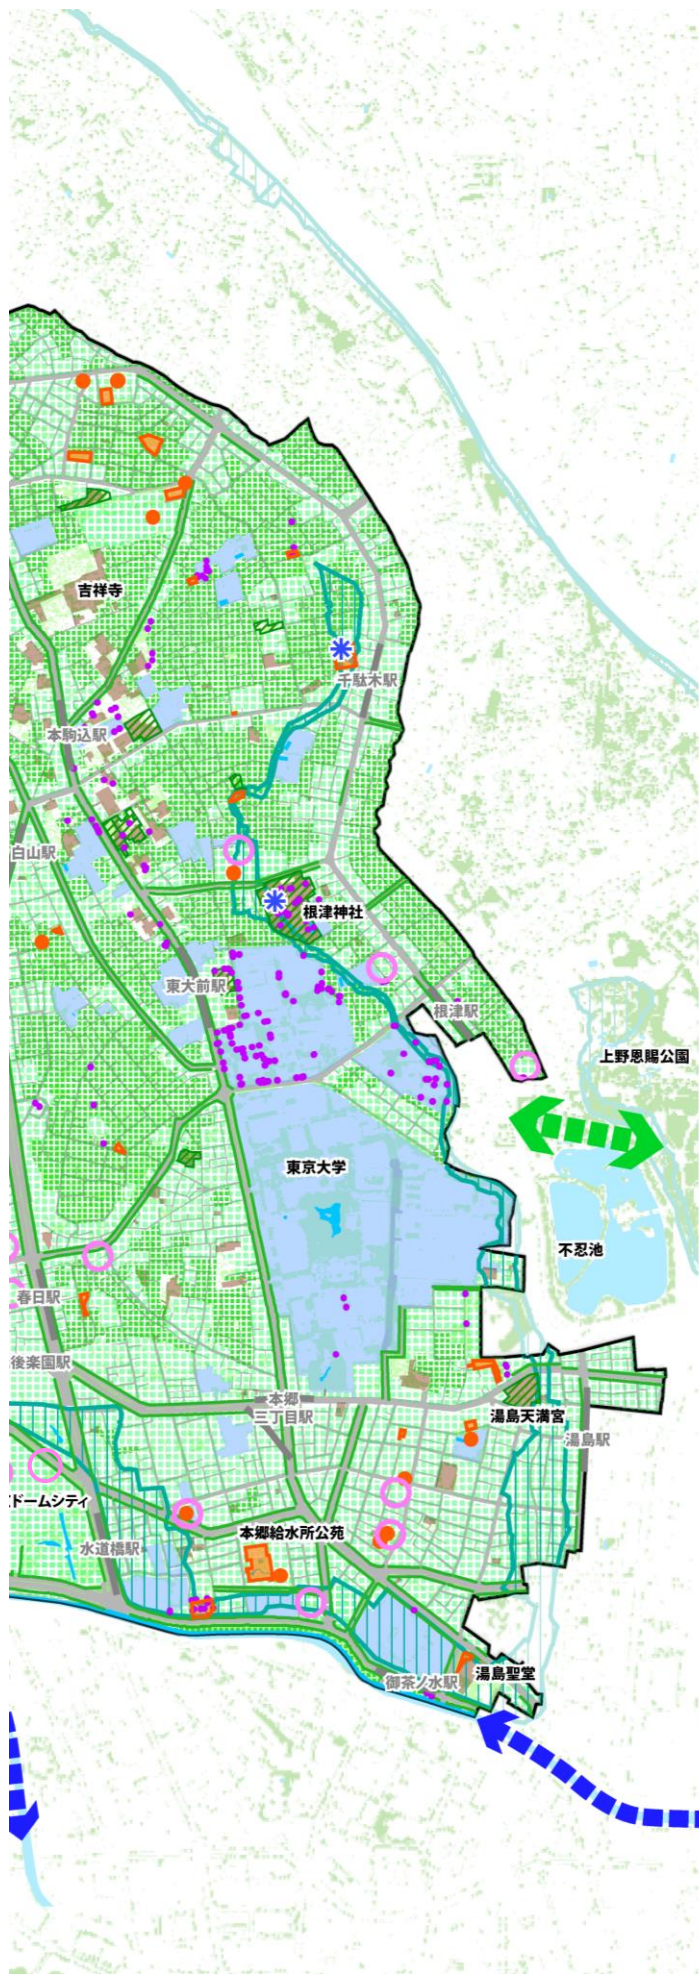 吉祥寺
千駄木駅
本駒込駅
白山駅
根津神社
東大前駅
根津駅
上野恩賜公園
東京大学
不忍池
春日駅
後楽園駅
本郷
三丁目駅
湯島天満宮
湯島駅
ドームシティ
本郷給水所公苑
水道橋駅
湯島聖堂
御茶ノ水駅